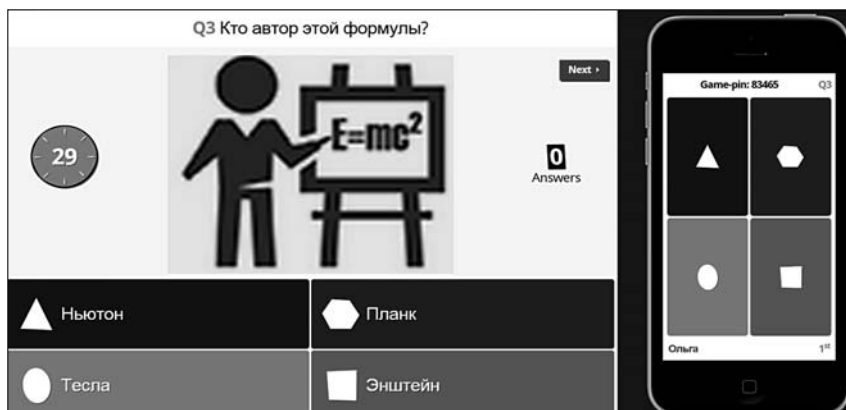 Q3 Кто автор этой формулы?
Next ›
29
E=mc²
0
Answers
Ньютон
Планк
Тесла
Энштейн
Game-pin: 83465 Q3
Ольга 1st